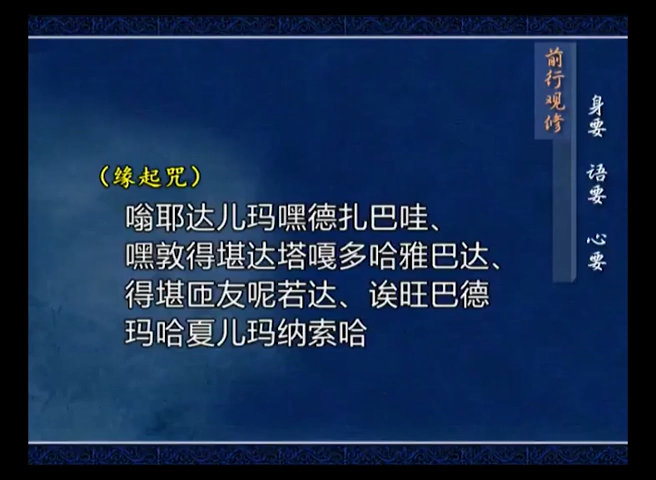 前行观修
身要 语要 心要
（缘起咒）
嗡耶达儿玛嘿德扎巴哇、
嘿敦得堪达塔嘎多哈雅巴达、
得堪匝友呢若达、诶旺巴德
玛哈夏儿玛纳索哈